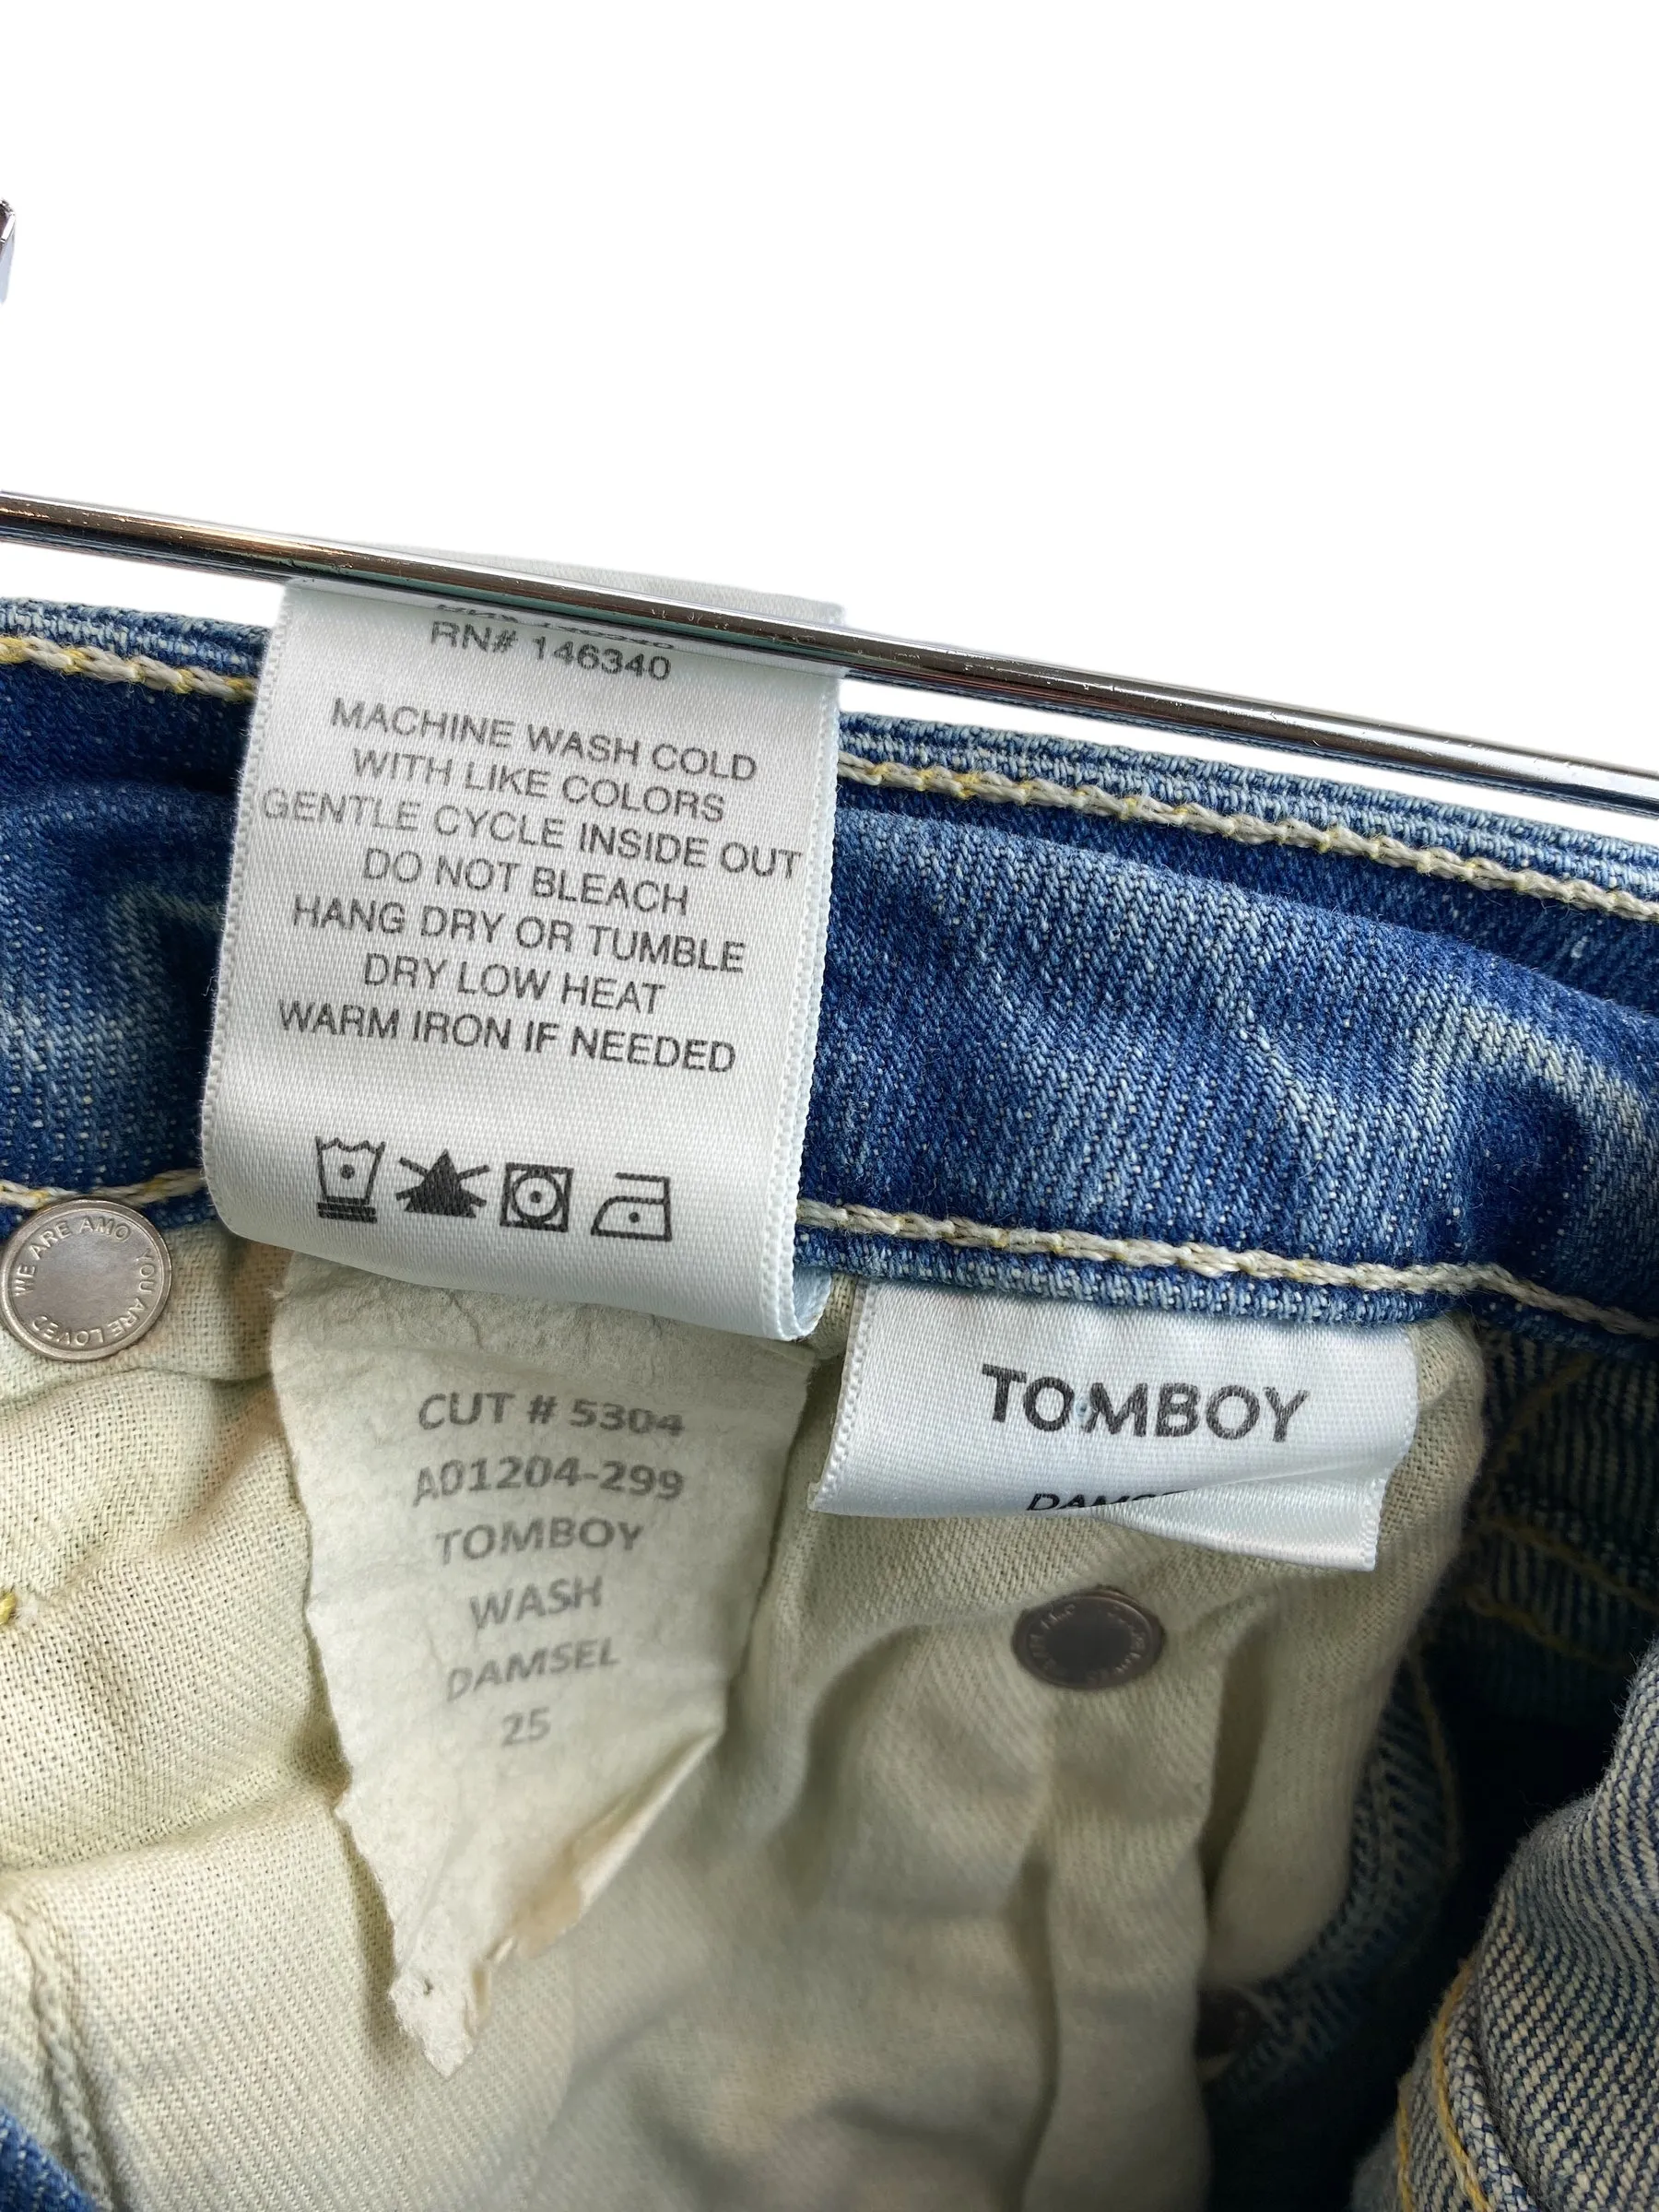 RN# 146340
MACHINE WASH COLD
WITH LIKE COLORS
GENTLE CYCLE INSIDE OUT
DO NOT BLEACH
HANG DRY OR TUMBLE
DRY LOW HEAT
WARM IRON IF NEEDED
WE ARE AMO YOU ARE LOVED
CUT # 5304
A01204-299
TOMBOY
WASH
DAMSEL
25
TOMBOY